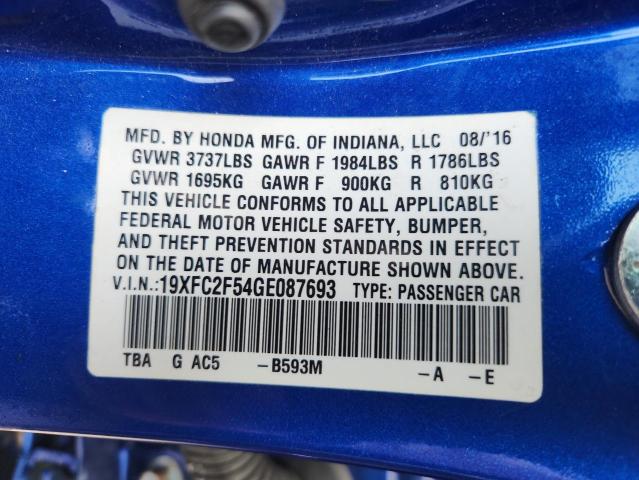 MFD. BY HONDA MFG. OF INDIANA, LLC 08/'16
GVWR 3737LBS GAWR F 1984LBS R 1786LBS
GVWR 1695KG GAWR F 900KG R 810KG
THIS VEHICLE CONFORMS TO ALL APPLICABLE
FEDERAL MOTOR VEHICLE SAFETY, BUMPER,
AND THEFT PREVENTION STANDARDS IN EFFECT
ON THE DATE OF MANUFACTURE SHOWN ABOVE.
V.I.N.:19XFC2F54GE087693 TYPE: PASSENGER CAR
TBA G AC5 -B593M -A -E